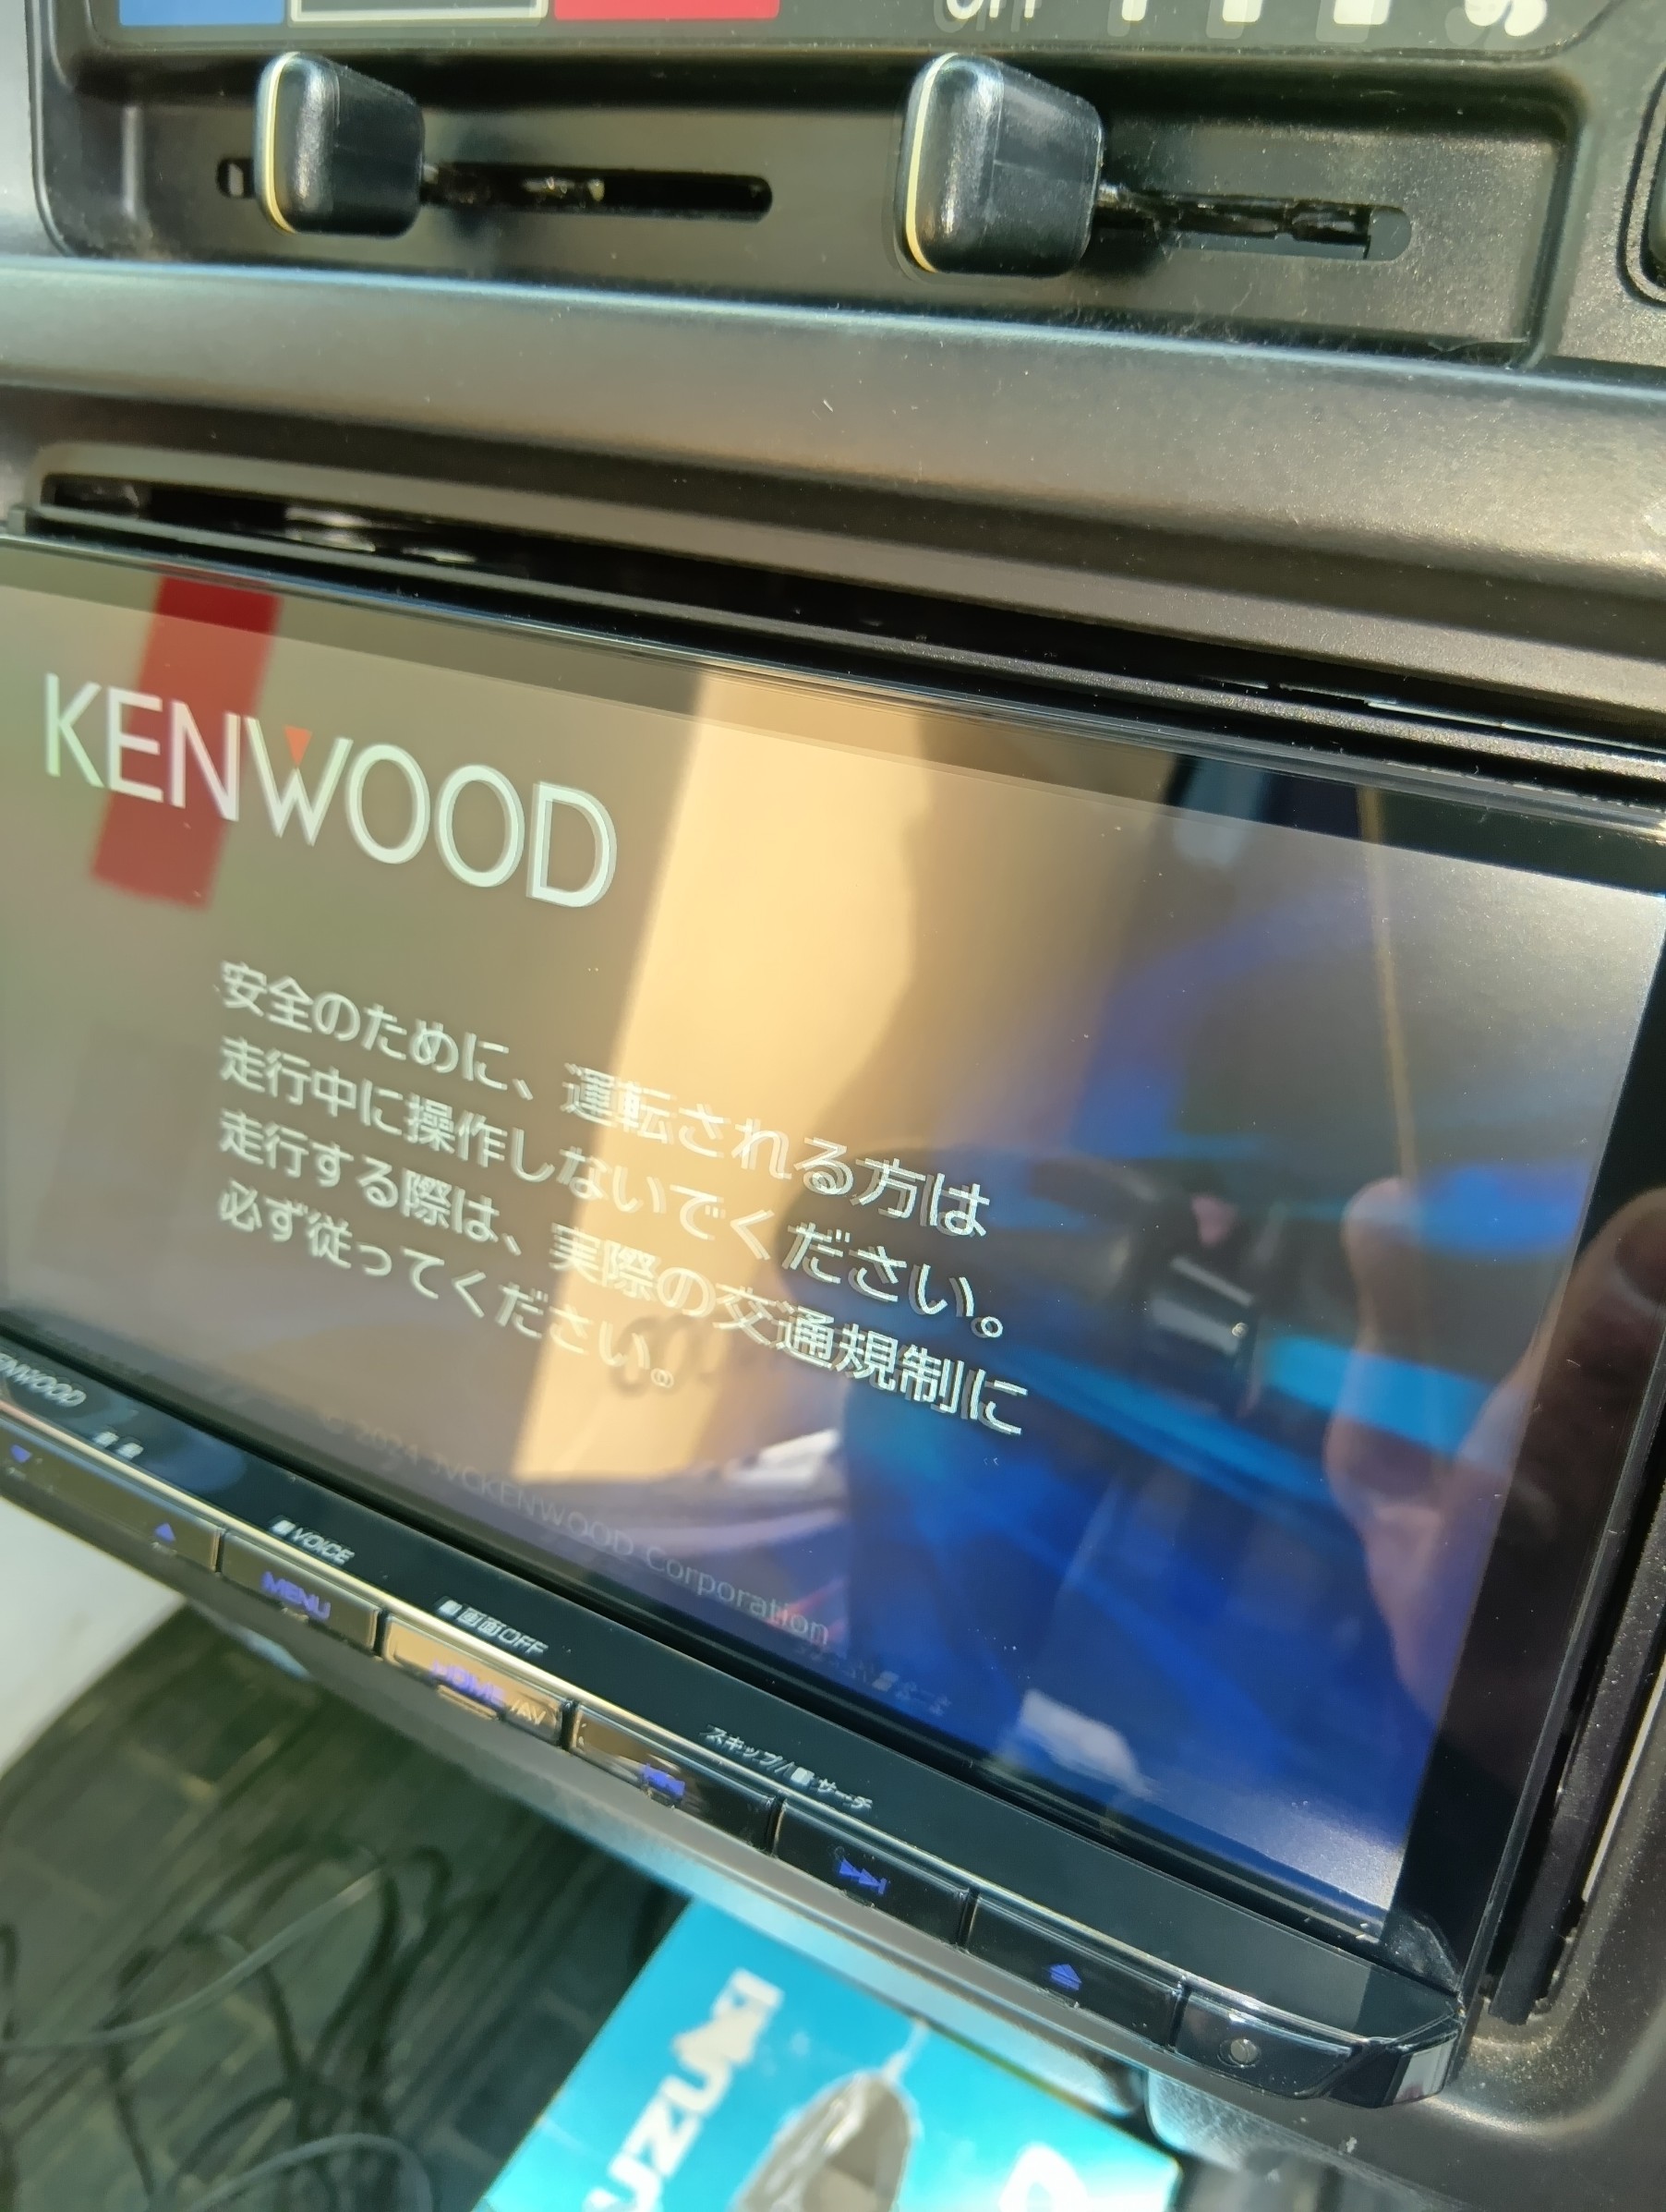 OFF
KENWOOD
安全のために、運転される方は
走行中に操作しないでください。
走行する際は、実際の交通規制に
必ず従ってください。
© 2024 JVCKENWOOD Corporation
KENWOOD
VOICE
MENU
画面OFF
HOME/AV
スキップ/サーチ